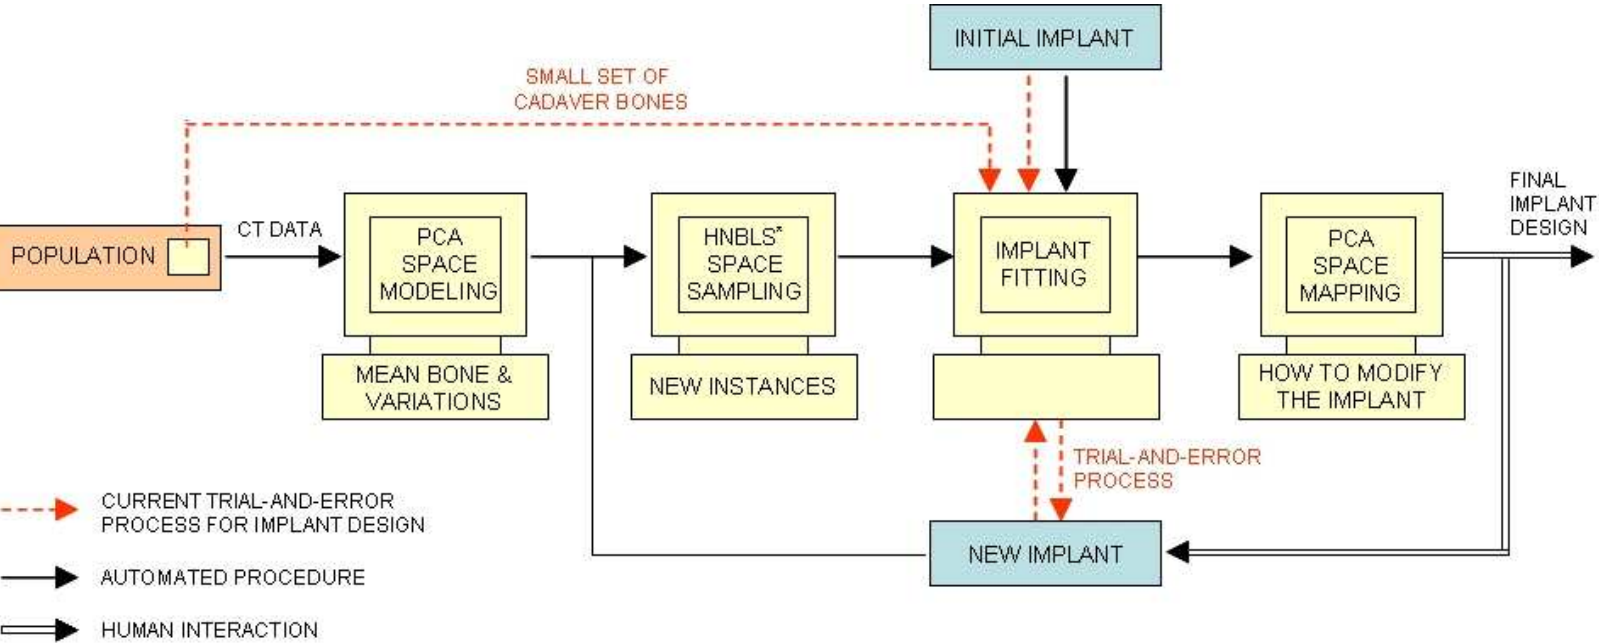 INITIAL IMPLANT
SMALL SET OF
CADAVER BONES
FINAL
IMPLANT
DESIGN
POPULATION
CT DATA
PCA
SPACE
MODELING
HNBLS*
SPACE
SAMPLING
IMPLANT
FITTING
PCA
SPACE
MAPPING
MEAN BONE &
VARIATIONS
NEW INSTANCES
HOW TO MODIFY
THE IMPLANT
TRIAL-AND-ERROR
PROCESS
NEW IMPLANT
CURRENT TRIAL-AND-ERROR
PROCESS FOR IMPLANT DESIGN
AUTOMATED PROCEDURE
HUMAN INTERACTION